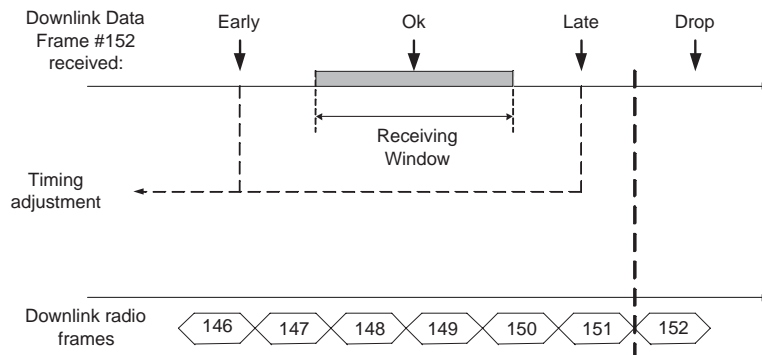 Downlink Data
Frame #152
received:
Early
Ok
Late
Drop
Receiving
Window
Timing
adjustment
Downlink radio
frames
146
147
148
149
150
151
152